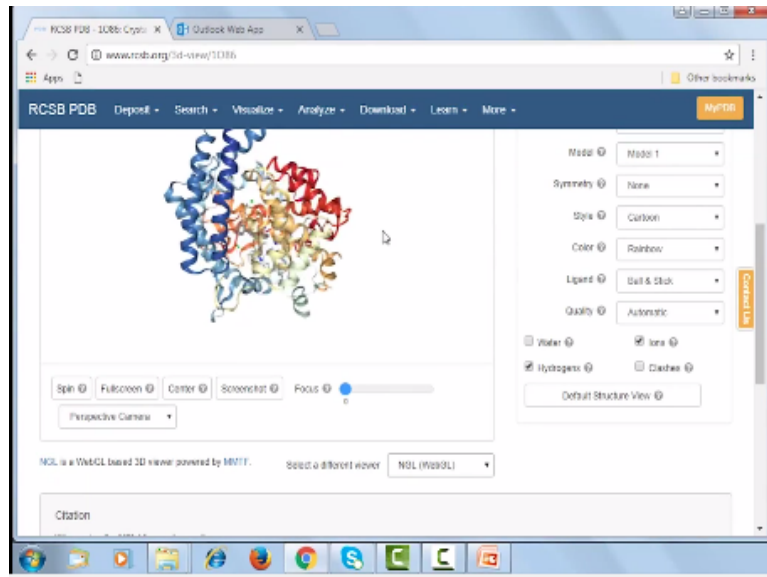 RCSB PDB - 1O86: Cryst: X
Outlook Web App X
www.rcsb.org/3d-view/1O86
Apps
Other bookmarks
RCSB PDB Deposit Search Visualize Analyze Download Learn More MyPDB
Model Model 1
Symmetry None
Style Cartoon
Color Rainbow
Ligand Ball & Stick
Quality Automatic
Water Ions
Hydrogens Clashes
Default Structure View
Contact Us
Spin Fullscreen Center Screenshot Focus
0
Perspective Camera
NGL is a WebGL based 3D viewer powered by MMTF. Select a different viewer NGL (WebGL)
Citation